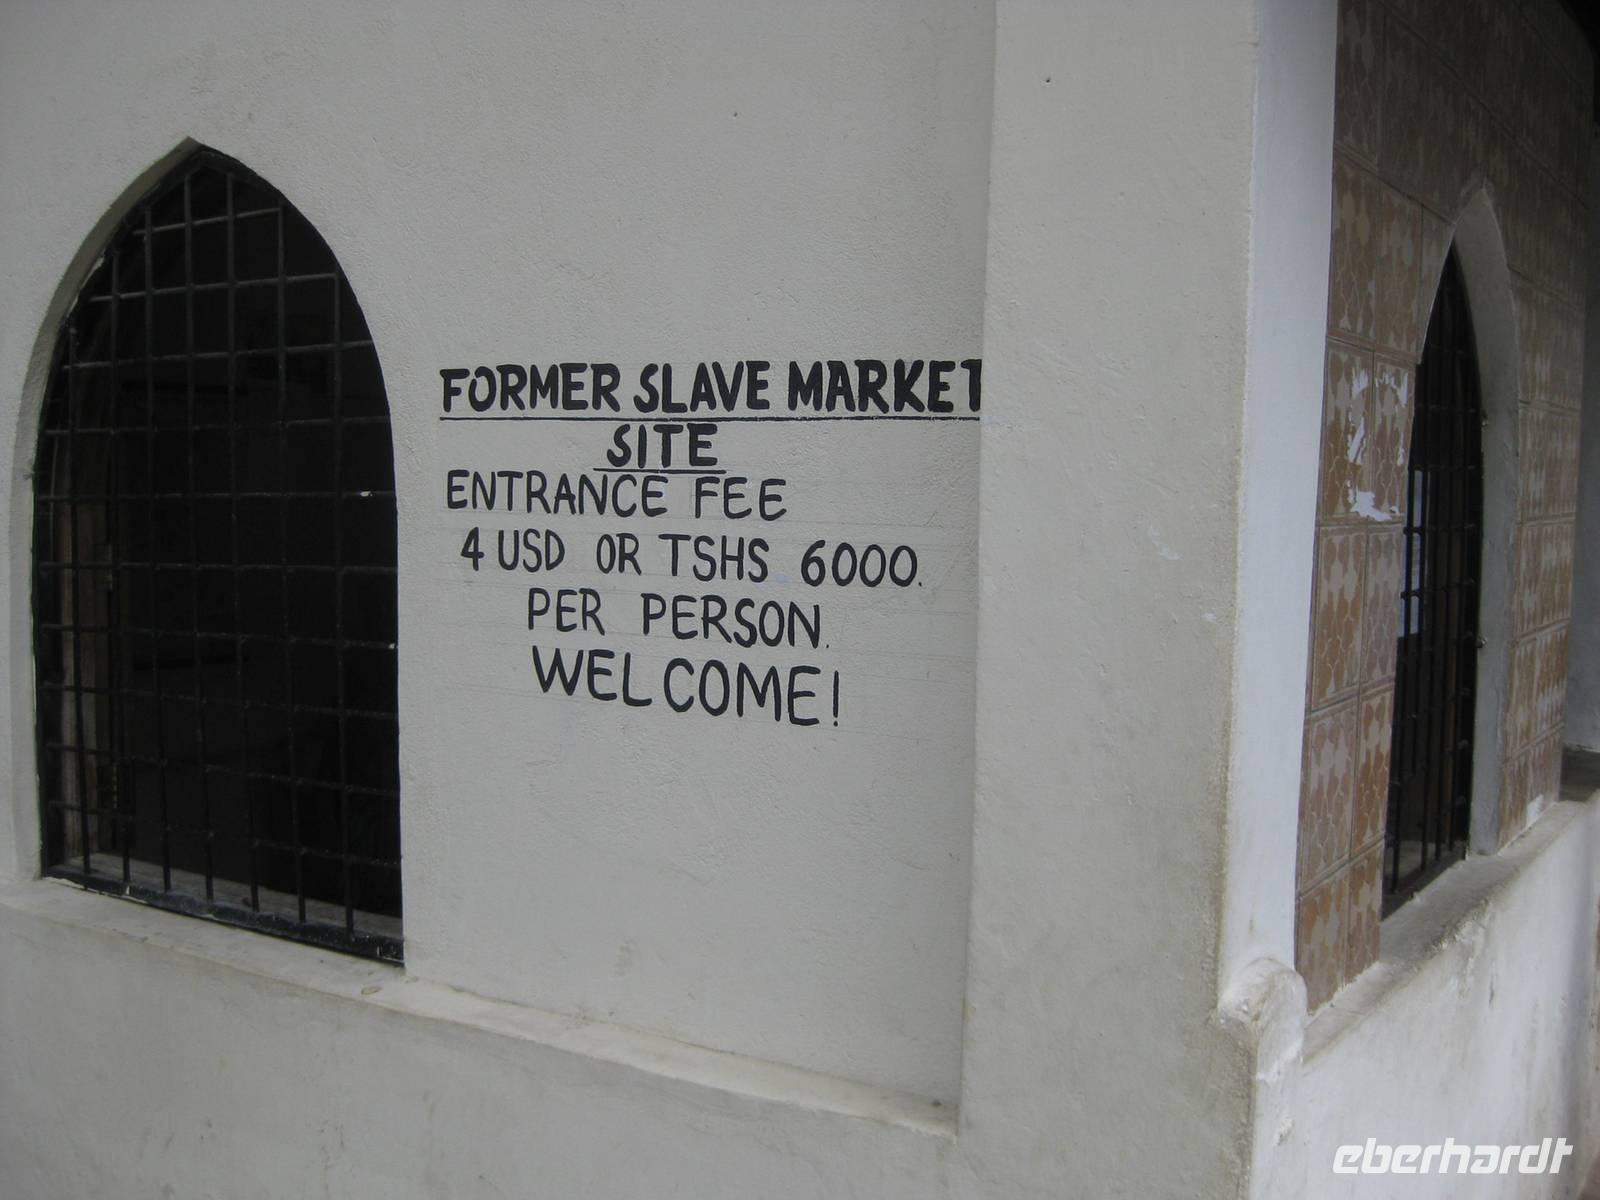 FORMER SLAVE MARKET
SITE
ENTRANCE FEE
4 USD OR TSHS 6000.
PER PERSON.
WELCOME!
eberhardt